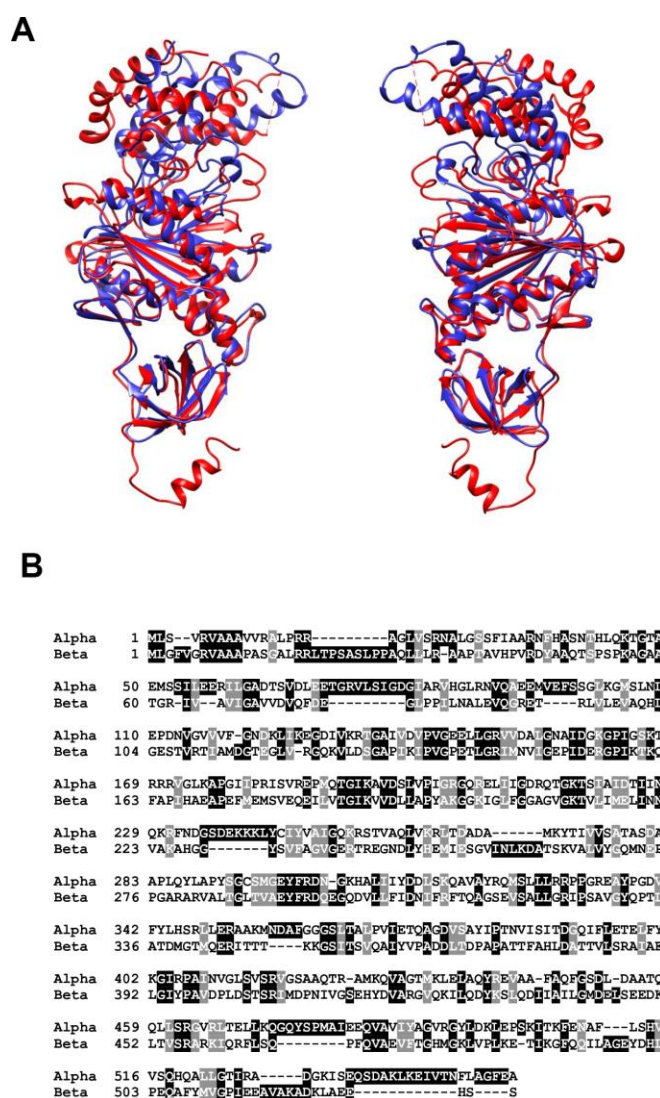 A
B
Alpha 1 MLS--VRVAAAVVRALPRR----------AGLVSRNALGSSFIAARNFHASNTHLQKTGTA
Beta 1 MLGFVGRVAAAPASGALRRLTPSASLPPAQLLLR-AAPTAVHPVRDYAAQTSPSPKAGAA
Alpha 50 EMSSILEERILGADTSVDLEETGRVLSIGDGIARVHGLRNVQAEEMVEFSSGLKGMSLNL
Beta 60 TGRI--V-AVIGAVVDVQFDE------GLPPILNALEVQGRET---RLVLEVAQHL
Alpha 110 EPDNVGVVVF-GNDKLIKEGDIVKRTGAIVDVPVGEELLGRVVDALGNAIDGKGPIGSKT
Beta 104 GESTVRTIAMDGTEGLV-RGQKVLDSGAPIKIPVGPETLGRIMNVIGEPIDERGPIKTKQ
Alpha 169 RRRVGLKAPGIIPRISVREPMQTGIKAVDSLVPIGRGQRELIIGDRQTGKTSIAIDTIIN
Beta 163 FAPIHAEAPEFMEMSVEQEILVTGIKVVDLLAPYAKGGKIGLFGGAGVGKTVLIMELINN
Alpha 229 QKRFNDGSDEKKKLYCIYVAIGQKRSTVAQLVKRLTDADA------MKYTIVVSATASDA
Beta 223 VAKAHGG-------YSVFAGVGERTREGNDLYHEMIESGVINLKDATSKVALVYGQMNEP
Alpha 283 APLQYLAPYSGCSMGEYFRDN-GKHALIIYDDLSKQAVAYRQMSLLLRRPPGREAYPGDV
Beta 276 PGARARVALTGLTVAEYFRDQEGQDVLLFIDNIFRFTQAGSEVSALLGRIPSAVGYQPTL
Alpha 342 FYLHSRLLERAAKMNDAFGGGSLTALPVIETQAGDVSAYIPTNVISITDGQIFLETELFY
Beta 336 ATDMGTMQERITTT----KKGSITSVQAIYVPADDLTDPAPATTFAHLDATTVLSRAIAE
Alpha 402 KGIRPAINVGLSVSRVGSAAQTR-AMKQVAGTMKLELAQYREVAA-FAQFGSDL-DAATQ
Beta 392 LGIYPAVDPLDSTSRIMDPNIVGSEHYDVARGVQKILQDYKSLQDIIAILGMDELSEEDK
Alpha 459 QLLSRGVRLTELLKQGQYSPMAIEEQVAVIYAGVRGYLDKLEPSKITKFENAF--LSHV
Beta 452 LTVSRARKIQRFLSQ---------PFQVAEVFTGHMGKLVPLKE-TIKGFQQILAGEYDHL
Alpha 516 VSQHQALLGTIRA-----DGKISEQSDAKLKEIVTNFLAGFEA
Beta 503 PEQAFYMVGPIEEAVAKADKLAEE-------------HS----S